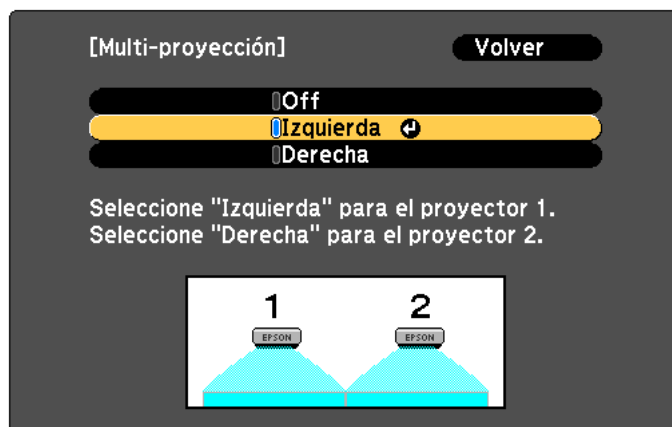 [Multi-proyección] Volver
Off
Izquierda
Derecha
Seleccione "Izquierda" para el proyector 1.
Seleccione "Derecha" para el proyector 2.
1 2
EPSON EPSON